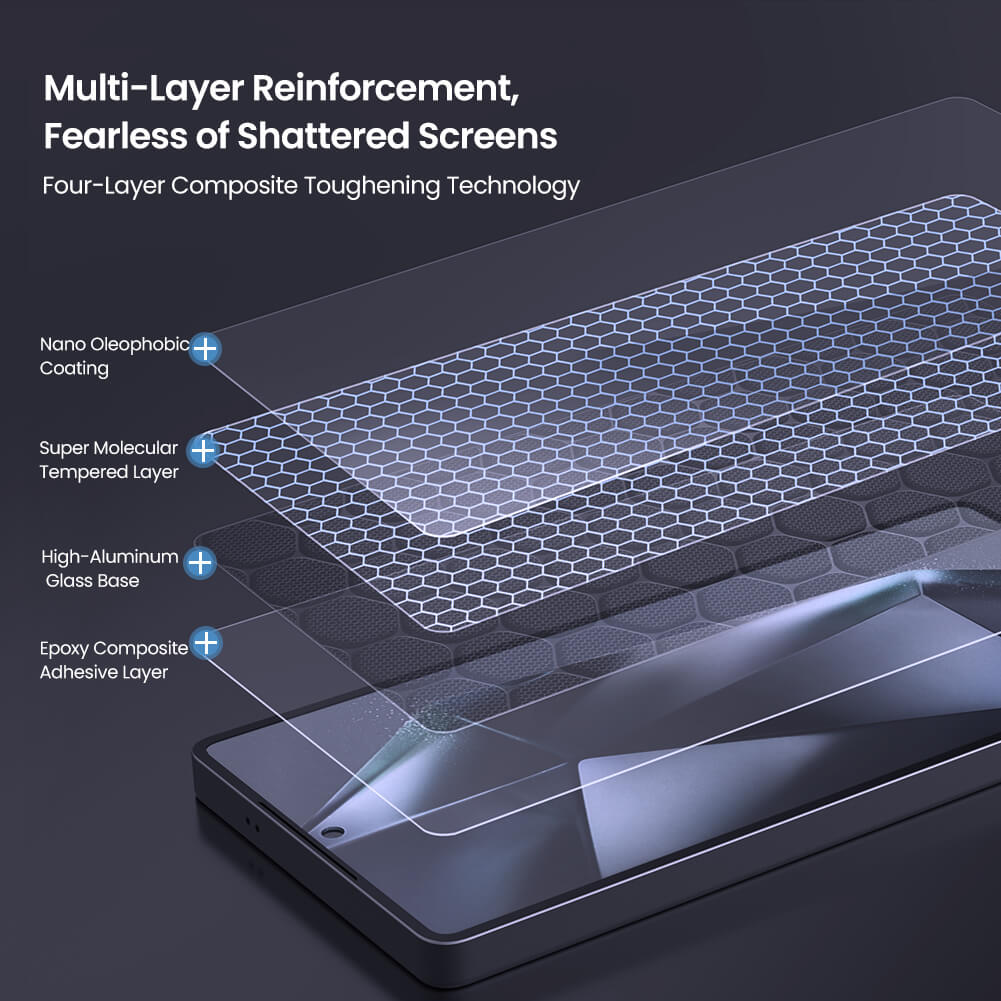 Multi-Layer Reinforcement,
Fearless of Shattered Screens
Four-Layer Composite Toughening Technology
Nano Oleophobic
Coating
Super Molecular
Tempered Layer
High-Aluminum
Glass Base
Epoxy Composite
Adhesive Layer